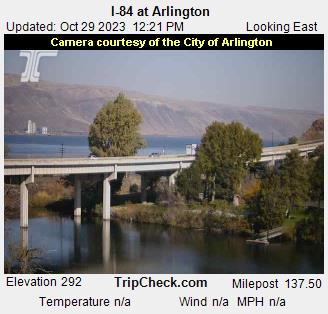 I-84 at Arlington
Updated: Oct 29 2023 12:21 PM Looking East
Camera courtesy of the City of Arlington
Elevation 292 TripCheck.com Milepost 137.50
Temperature n/a Wind n/a MPH n/a